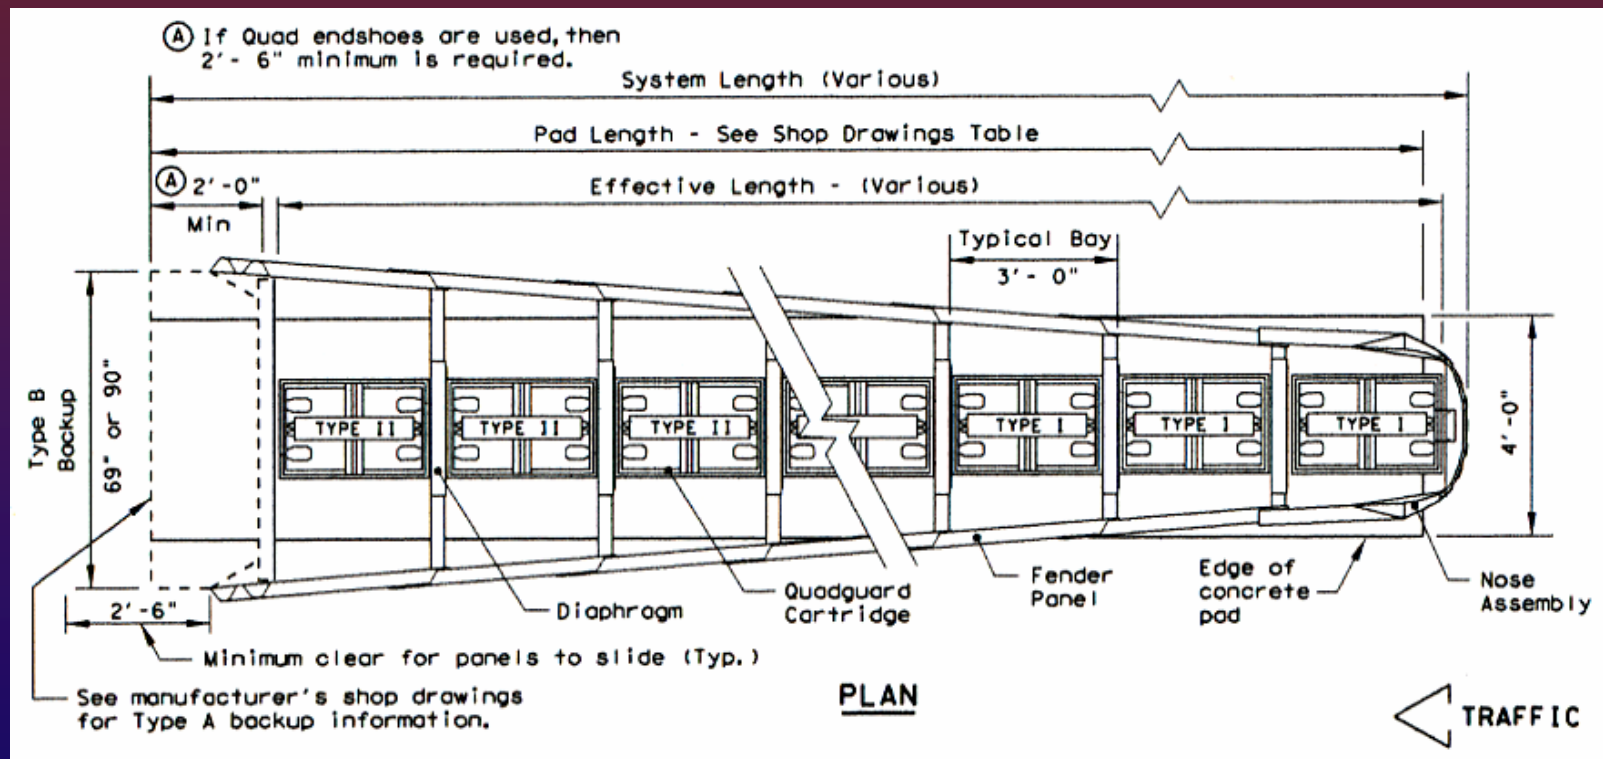 Ⓐ If Quad endshoes are used, then
2'- 6" minimum is required.
System Length (Various)
Pad Length - See Shop Drawings Table
Ⓐ 2'-0"
Min
Effective Length - (Various)
Typical Bay
3'- 0"
Type B
Backup
69" or 90"
TYPE II
TYPE II
TYPE II
TYPE I
TYPE I
TYPE I
4'-0"
2'-6"
Diaphragm
Quadguard
Cartridge
Fender
Panel
Edge of
concrete
pad
Nose
Assembly
Minimum clear for panels to slide (Typ.)
See manufacturer's shop drawings
for Type A backup information.
PLAN
TRAFFIC